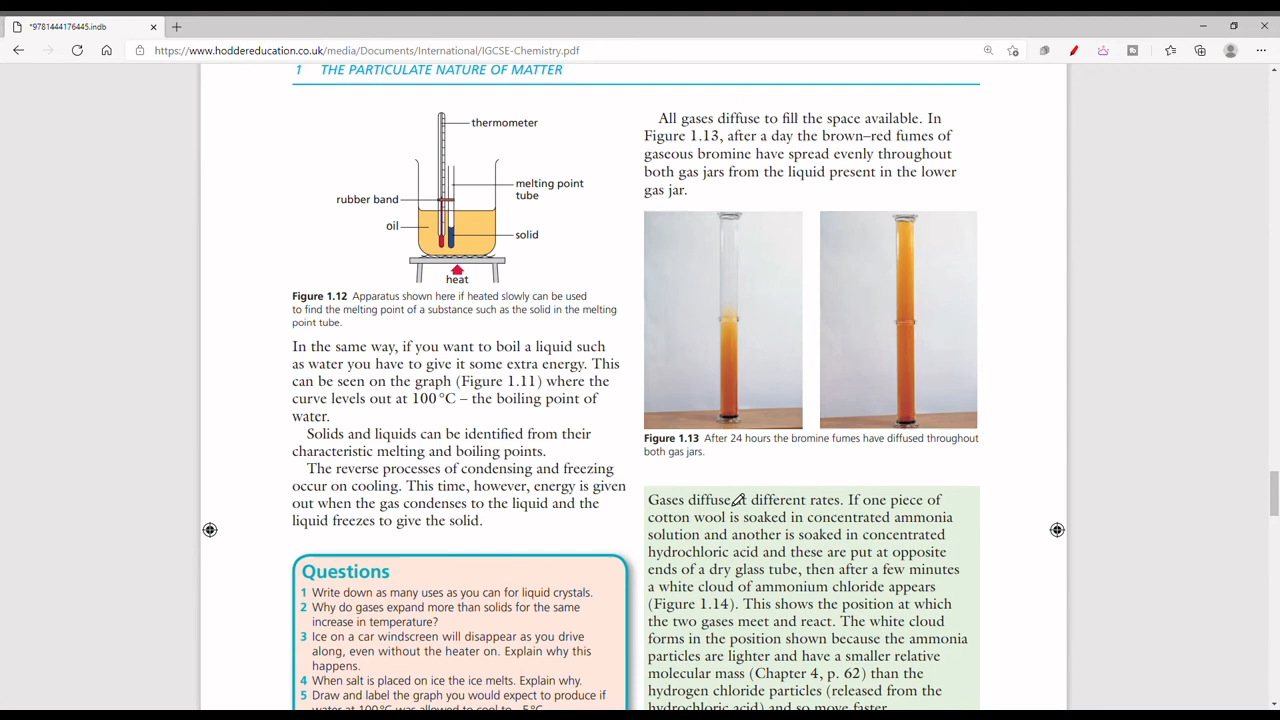 *9781444176445.indb
https://www.hoddereducation.co.uk/media/Documents/International/IGCSE-Chemistry.pdf
1 THE PARTICULATE NATURE OF MATTER
thermometer
melting point
tube
rubber band
oil
solid
heat
Figure 1.12 Apparatus shown here if heated slowly can be used
to find the melting point of a substance such as the solid in the melting
point tube.
In the same way, if you want to boil a liquid such
as water you have to give it some extra energy. This
can be seen on the graph (Figure 1.11) where the
curve levels out at 100 °C – the boiling point of
water.
Solids and liquids can be identified from their
characteristic melting and boiling points.
The reverse processes of condensing and freezing
occur on cooling. This time, however, energy is given
out when the gas condenses to the liquid and the
liquid freezes to give the solid.
Questions
1 Write down as many uses as you can for liquid crystals.
2 Why do gases expand more than solids for the same
increase in temperature?
3 Ice on a car windscreen will disappear as you drive
along, even without the heater on. Explain why this
happens.
4 When salt is placed on ice the ice melts. Explain why.
5 Draw and label the graph you would expect to produce if
water at 100 °C was allowed to cool to –5 °C.
All gases diffuse to fill the space available. In
Figure 1.13, after a day the brown–red fumes of
gaseous bromine have spread evenly throughout
both gas jars from the liquid present in the lower
gas jar.
Figure 1.13 After 24 hours the bromine fumes have diffused throughout
both gas jars.
Gases diffuse at different rates. If one piece of
cotton wool is soaked in concentrated ammonia
solution and another is soaked in concentrated
hydrochloric acid and these are put at opposite
ends of a dry glass tube, then after a few minutes
a white cloud of ammonium chloride appears
(Figure 1.14). This shows the position at which
the two gases meet and react. The white cloud
forms in the position shown because the ammonia
particles are lighter and have a smaller relative
molecular mass (Chapter 4, p. 62) than the
hydrogen chloride particles (released from the
hydrochloric acid) and so move faster.